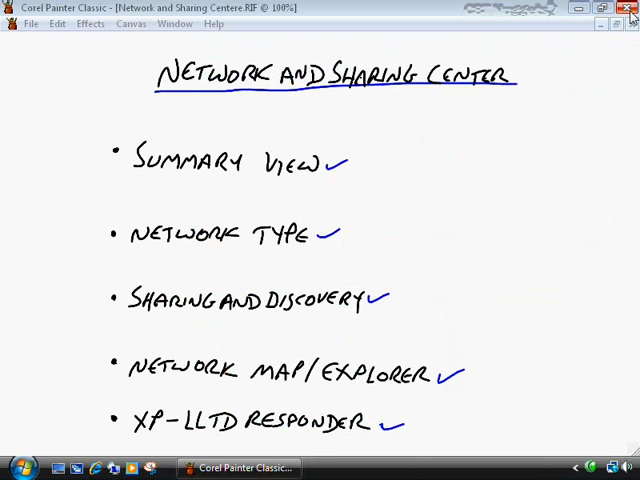 Corel Painter Classic - [Network and Sharing Centere.RIF @ 100%]
File Edit Effects Canvas Window Help
NETWORK AND SHARING CENTER
• SUMMARY VIEW ✓
• NETWORK TYPE ✓
• SHARING AND DISCOVERY ✓
• NETWORK MAP/EXPLORER ✓
• XP-LLTD RESPONDER ✓
Corel Painter Classic...